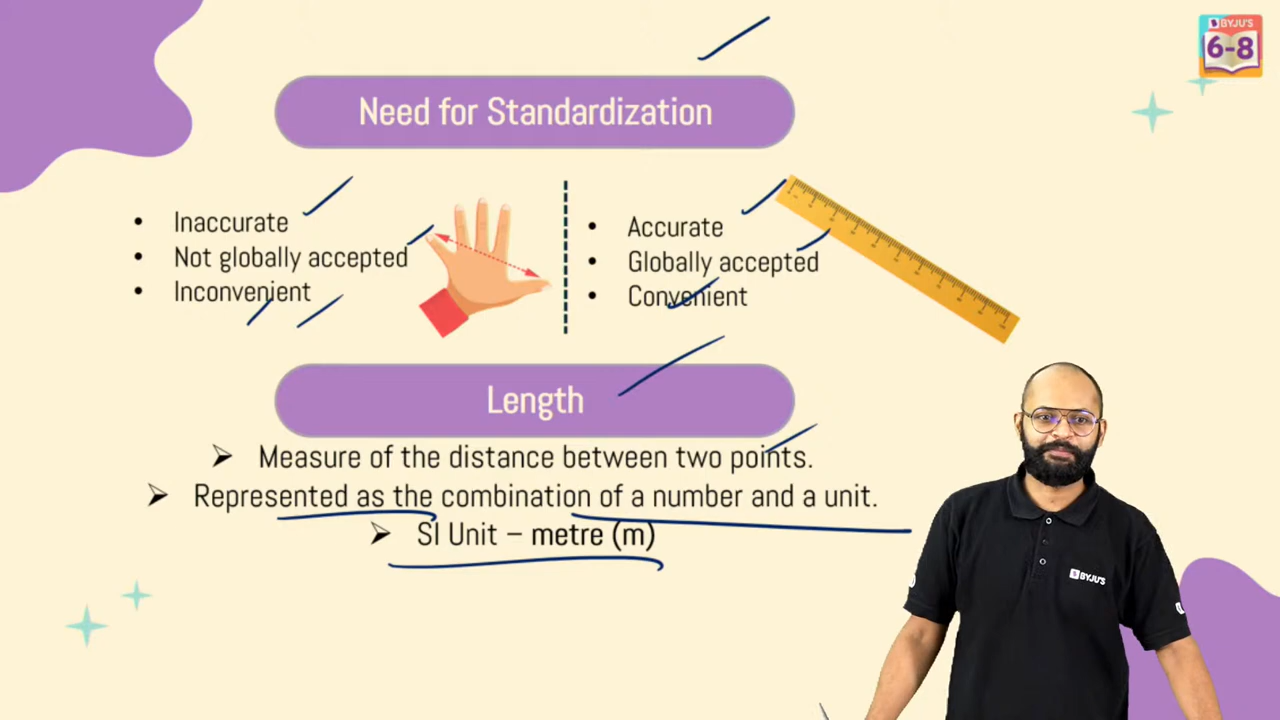 BYJU'S
6-8
Need for Standardization
• Inaccurate
• Not globally accepted
• Inconvenient
• Accurate
• Globally accepted
• Convenient
Length
➢ Measure of the distance between two points.
➢ Represented as the combination of a number and a unit.
➢ SI Unit – metre (m)
BYJU'S